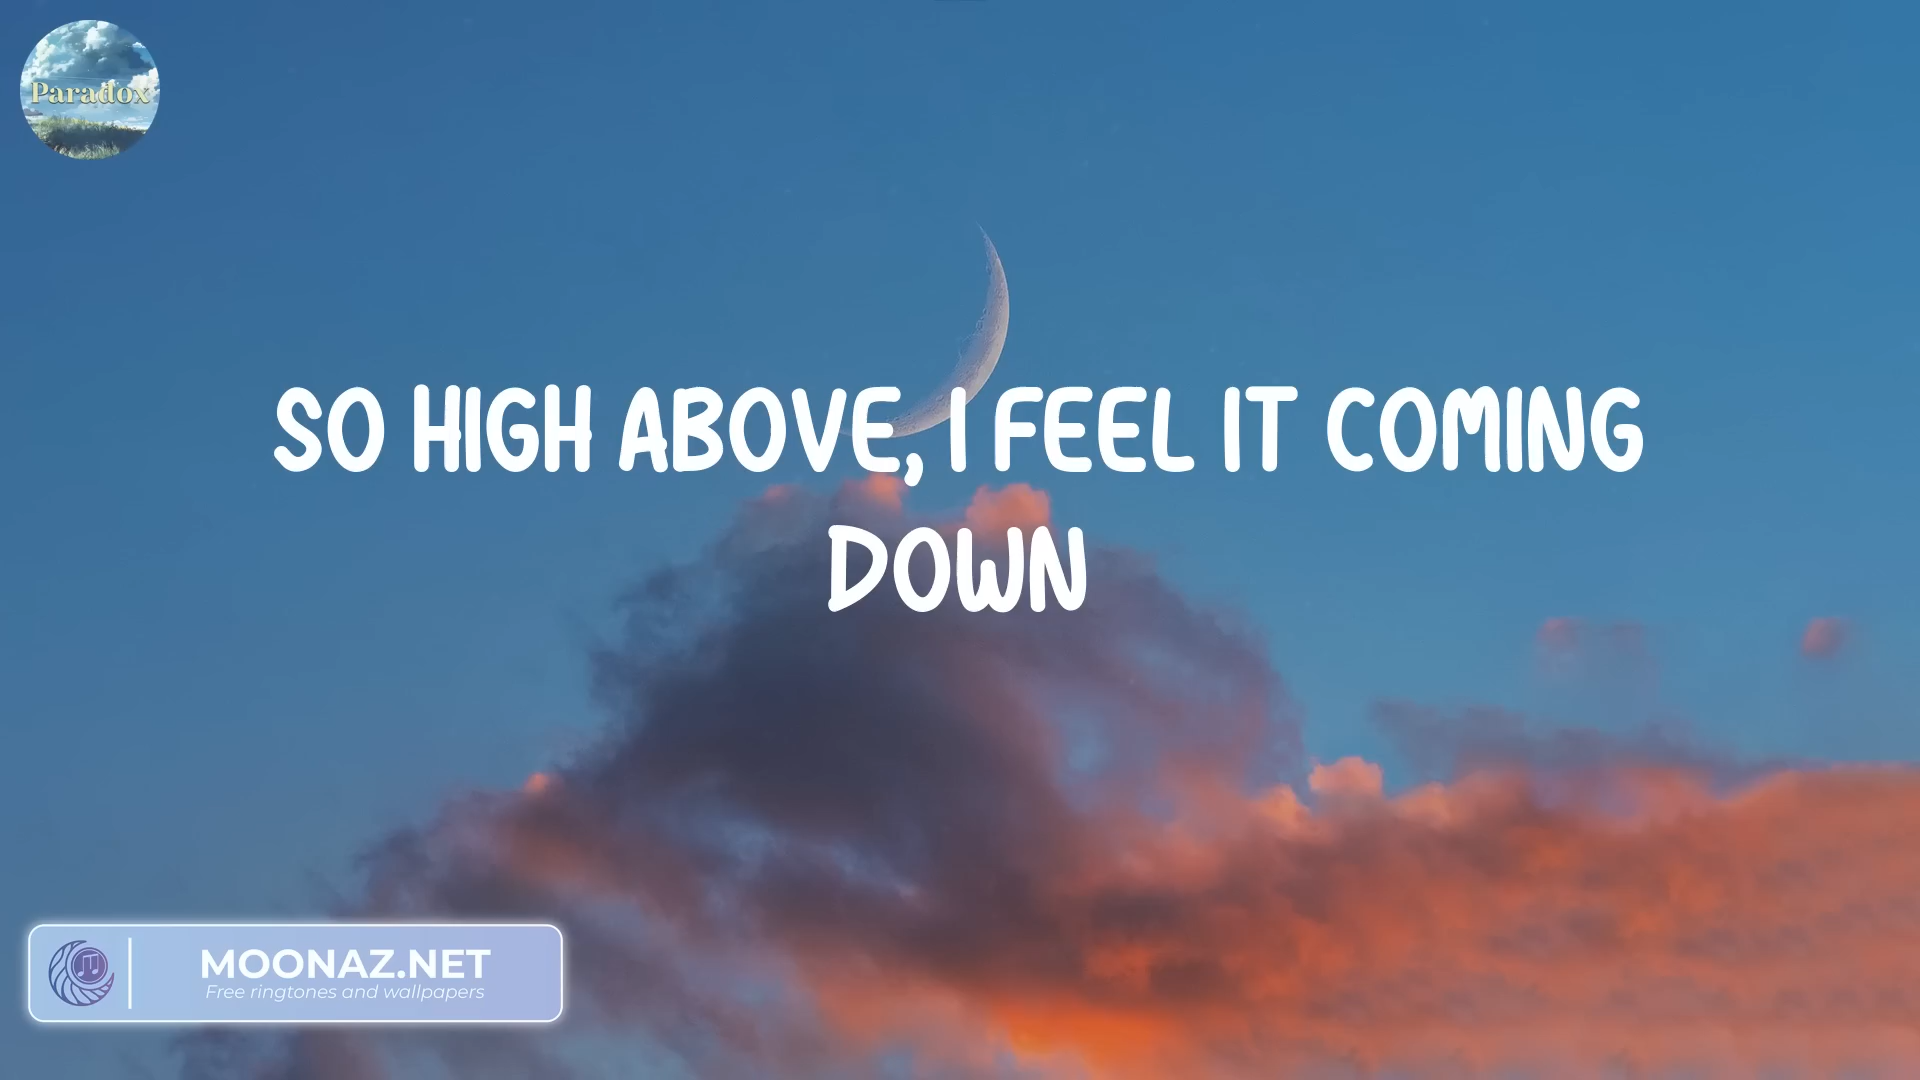 Paradox
SO HIGH ABOVE, I FEEL IT COMING
DOWN
MOONAZ.NET
Free ringtones and wallpapers